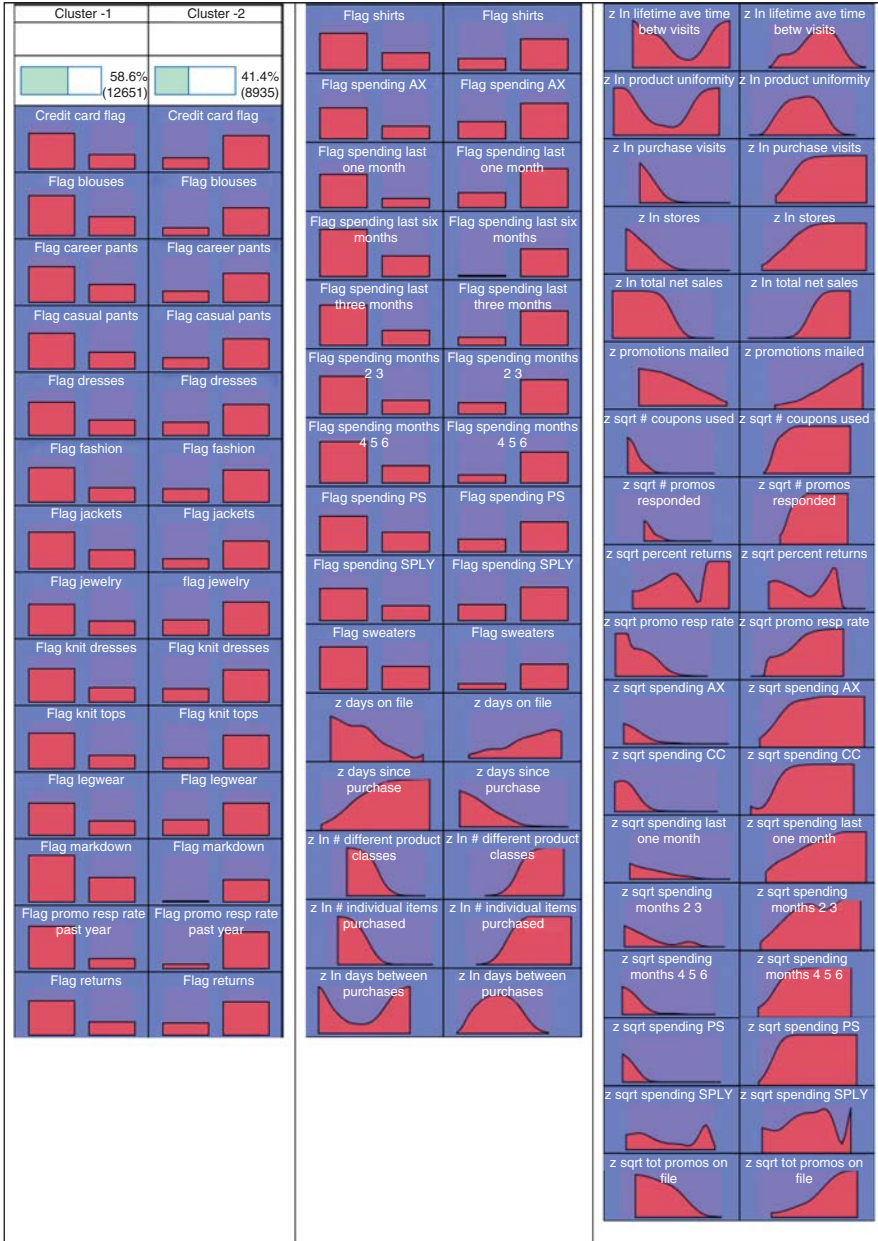 Cluster -1 Cluster -2
58.6% 41.4%
(12651) (8935)
Credit card flag Credit card flag
Flag blouses Flag blouses
Flag career pants Flag career pants
Flag casual pants Flag casual pants
Flag dresses Flag dresses
Flag fashion Flag fashion
Flag jackets Flag jackets
Flag jewelry flag jewelry
Flag knit dresses Flag knit dresses
Flag knit tops Flag knit tops
Flag legwear Flag legwear
Flag markdown Flag markdown
Flag promo resp rate Flag promo resp rate
past year past year
Flag returns Flag returns
Flag shirts Flag shirts
Flag spending AX Flag spending AX
Flag spending last Flag spending last
one month one month
Flag spending last six Flag spending last six
months months
Flag spending last Flag spending last
three months three months
Flag spending months Flag spending months
2 3 2 3
Flag spending months Flag spending months
4 5 6 4 5 6
Flag spending PS Flag spending PS
Flag spending SPLY Flag spending SPLY
Flag sweaters Flag sweaters
z days on file z days on file
z days since z days since
purchase purchase
z In # different product z In # different product
classes classes
z In # individual items z In # individual items
purchased purchased
z In days between z In days between
purchases purchases
z In lifetime ave time z In lifetime ave time
betw visits betw visits
z In product uniformity z In product uniformity
z In purchase visits z In purchase visits
z In stores z In stores
z In total net sales z In total net sales
z promotions mailed z promotions mailed
z sqrt # coupons used z sqrt # coupons used
z sqrt # promos z sqrt # promos
responded responded
z sqrt percent returns z sqrt percent returns
z sqrt promo resp rate z sqrt promo resp rate
z sqrt spending AX z sqrt spending AX
z sqrt spending CC z sqrt spending CC
z sqrt spending last z sqrt spending last
one month one month
z sqrt spending z sqrt spending
months 2 3 months 2 3
z sqrt spending z sqrt spending
months 4 5 6 months 4 5 6
z sqrt spending PS z sqrt spending PS
z sqrt spending SPLY z sqrt spending SPLY
z sqrt tot promos on z sqrt tot promos on
file file